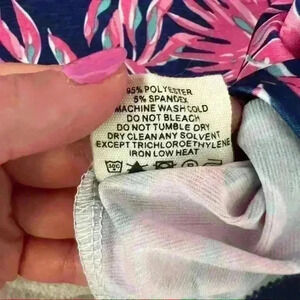 95% POLYESTER
5% SPANDEX
MACHINE WASH COLD
DO NOT BLEACH
DO NOT TUMBLE DRY
DRY CLEAN ANY SOLVENT
EXCEPT TRICHLOROETHYLENE
IRON LOW HEAT